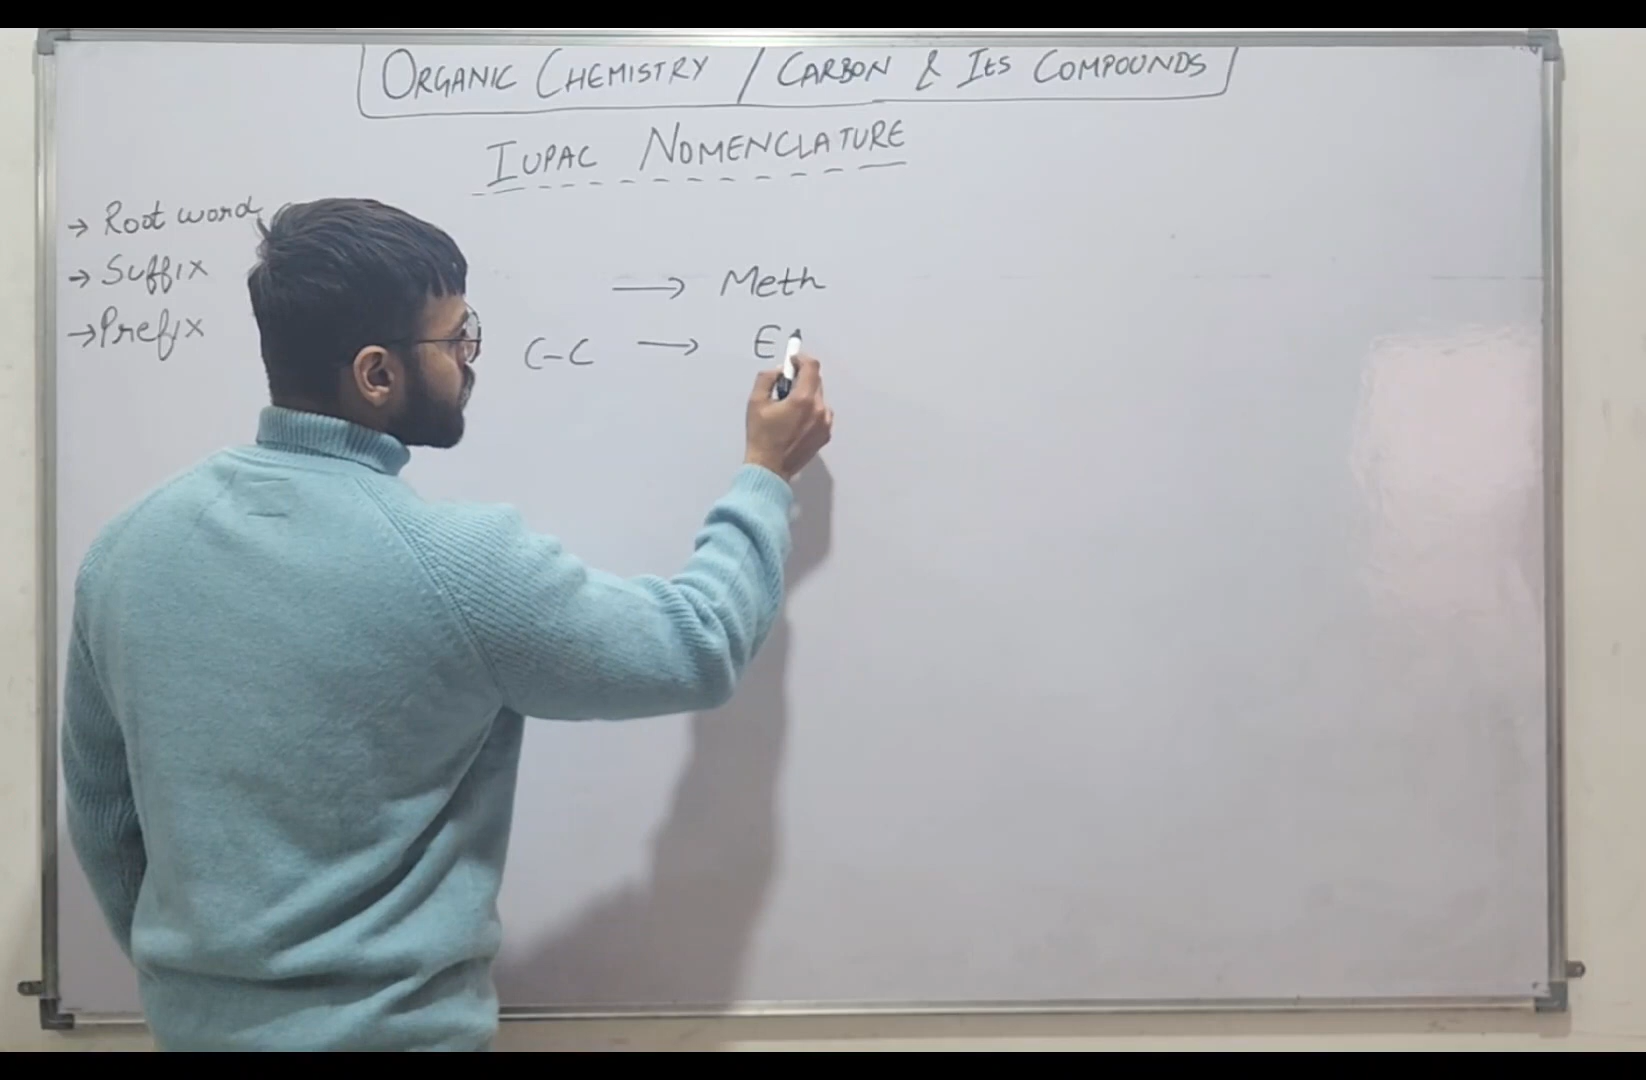 ORGANIC CHEMISTRY / CARBON & ITS COMPOUNDS
IUPAC NOMENCLATURE
→ Root word
→ Suffix
→ Prefix
→ Meth
C-C → E